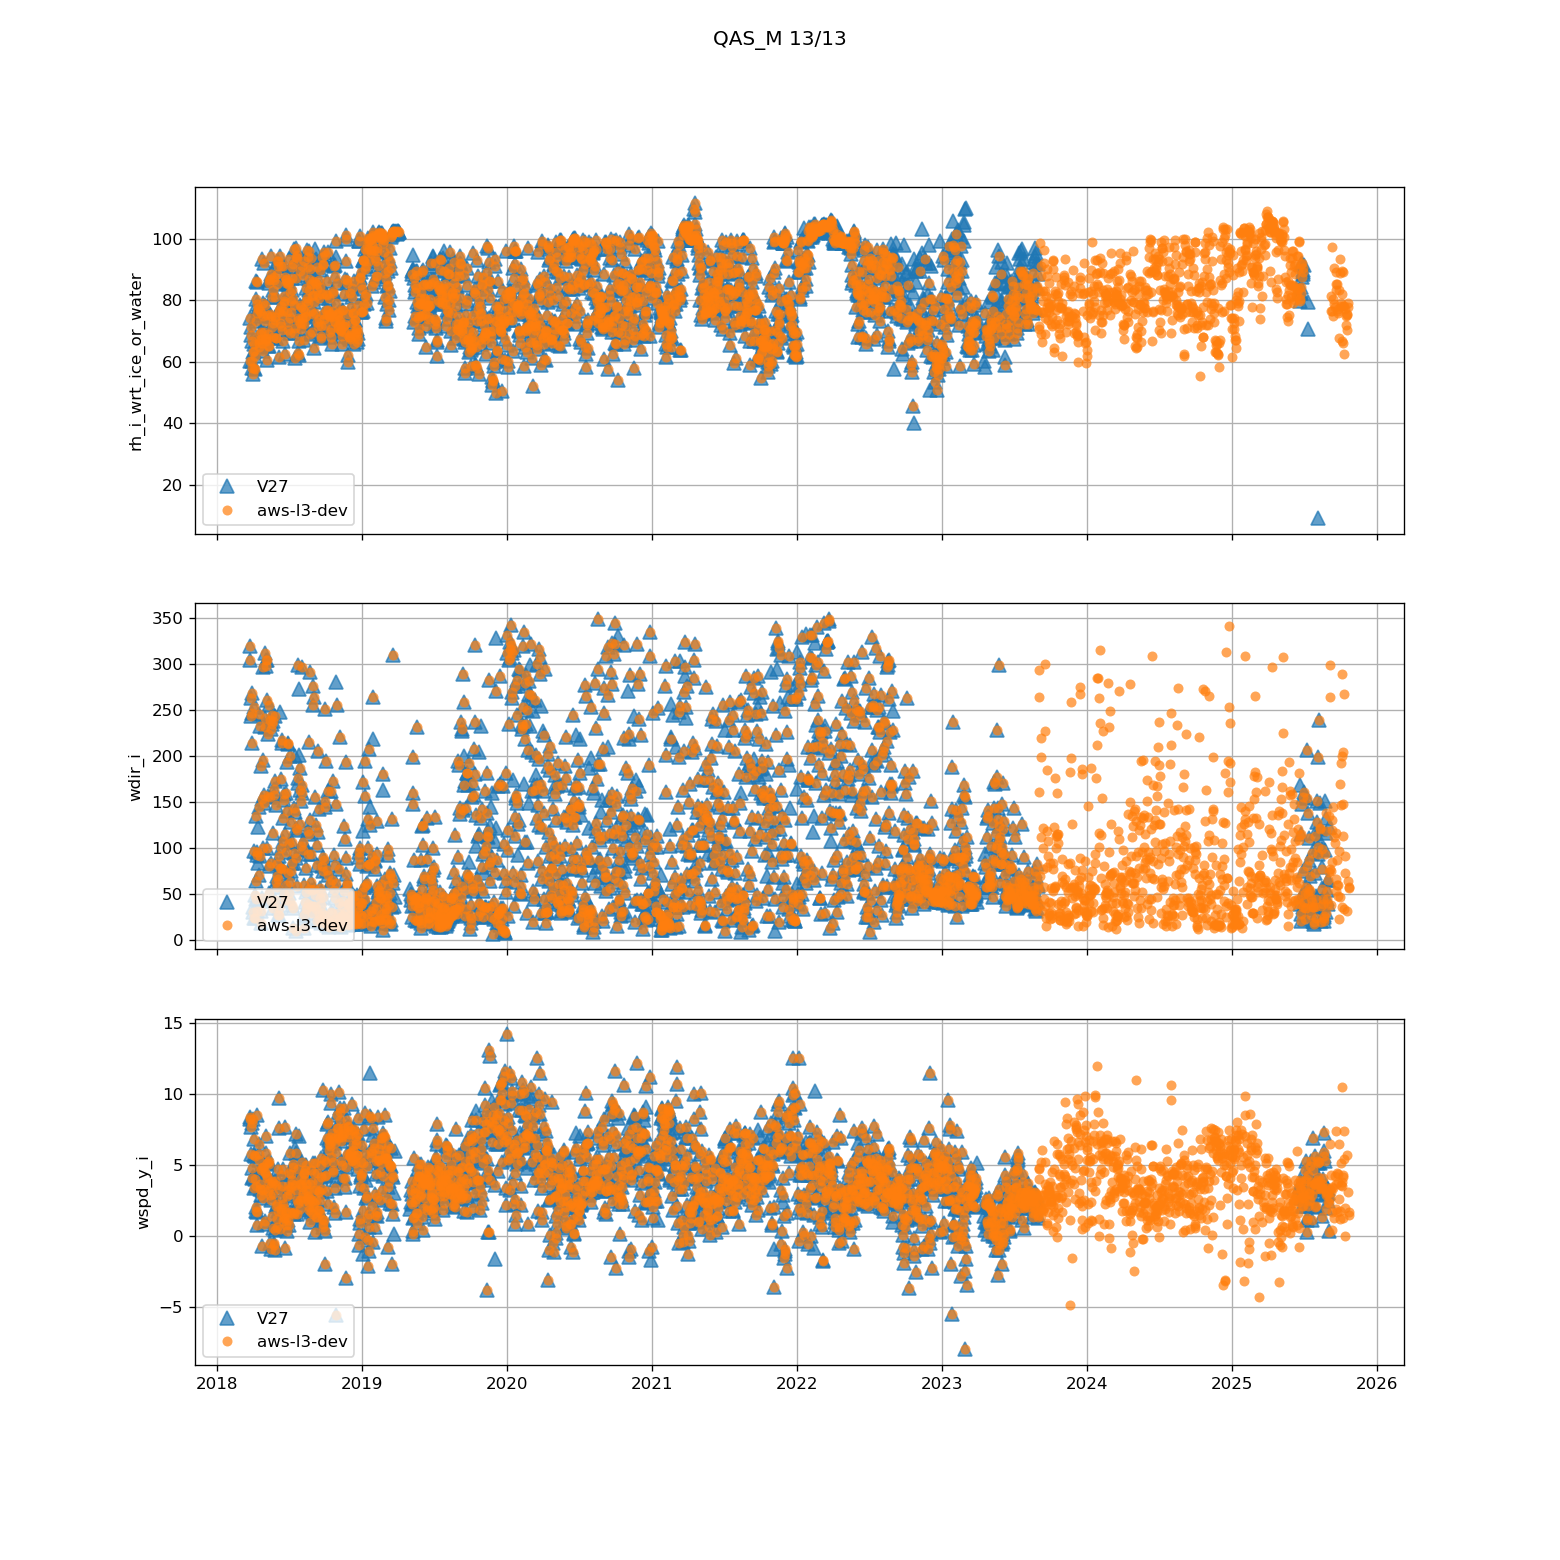 QAS_M 13/13
rh_i_wrt_ice_or_water
100
80
60
40
20
V27
aws-l3-dev
wdir_i
350
300
250
200
150
100
50
0
V27
aws-l3-dev
wspd_y_i
15
10
5
0
−5
V27
aws-l3-dev
2018 2019 2020 2021 2022 2023 2024 2025 2026